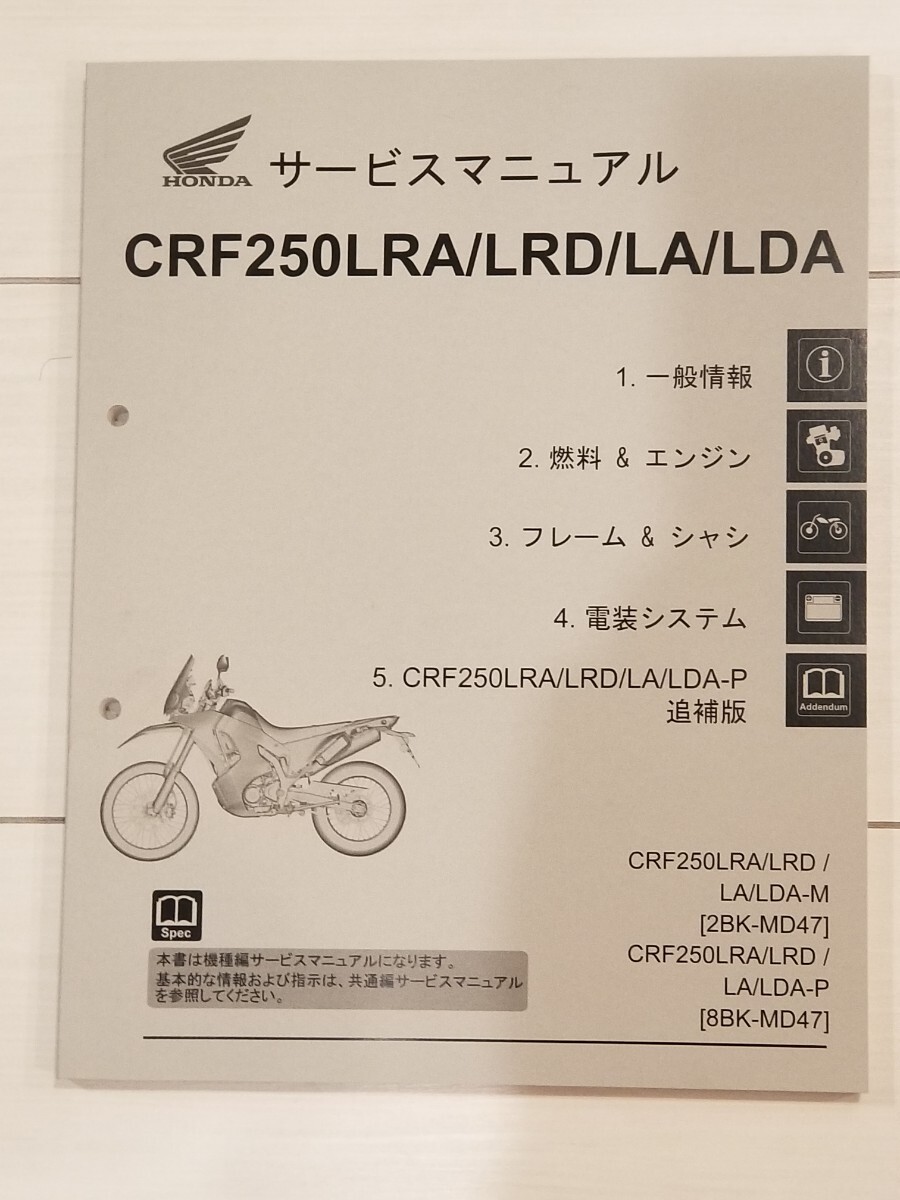 HONDA
サービスマニュアル
CRF250LRA/LRD/LA/LDA
1. 一般情報
2. 燃料 & エンジン
3. フレーム & シャシ
4. 電装システム
5. CRF250LRA/LRD/LA/LDA-P
追補版
Addendum
CRF250LRA/LRD /
LA/LDA-M
[2BK-MD47]
CRF250LRA/LRD /
LA/LDA-P
[8BK-MD47]
Spec
本書は機種編サービスマニュアルになります。
基本的な情報および指示は、共通編サービスマニュアル
を参照してください。